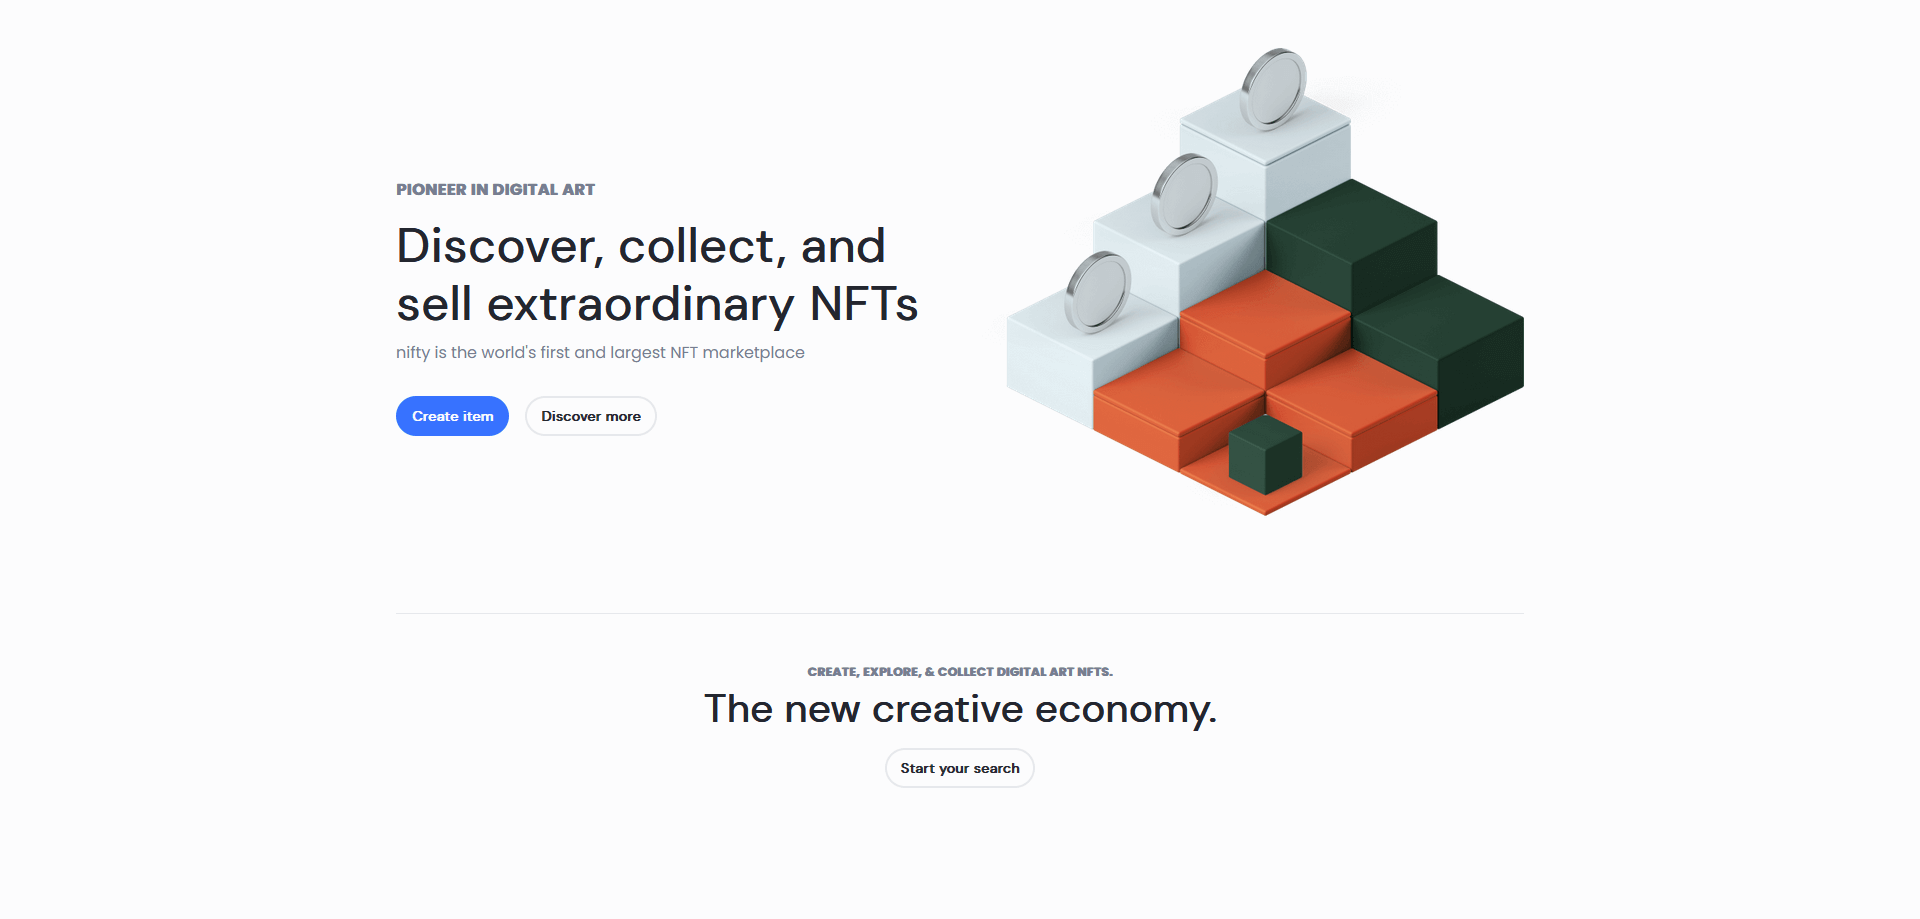 PIONEER IN DIGITAL ART
Discover, collect, and
sell extraordinary NFTs
nifty is the world's first and largest NFT marketplace
Create item
Discover more
CREATE, EXPLORE, & COLLECT DIGITAL ART NFTS.
The new creative economy.
Start your search